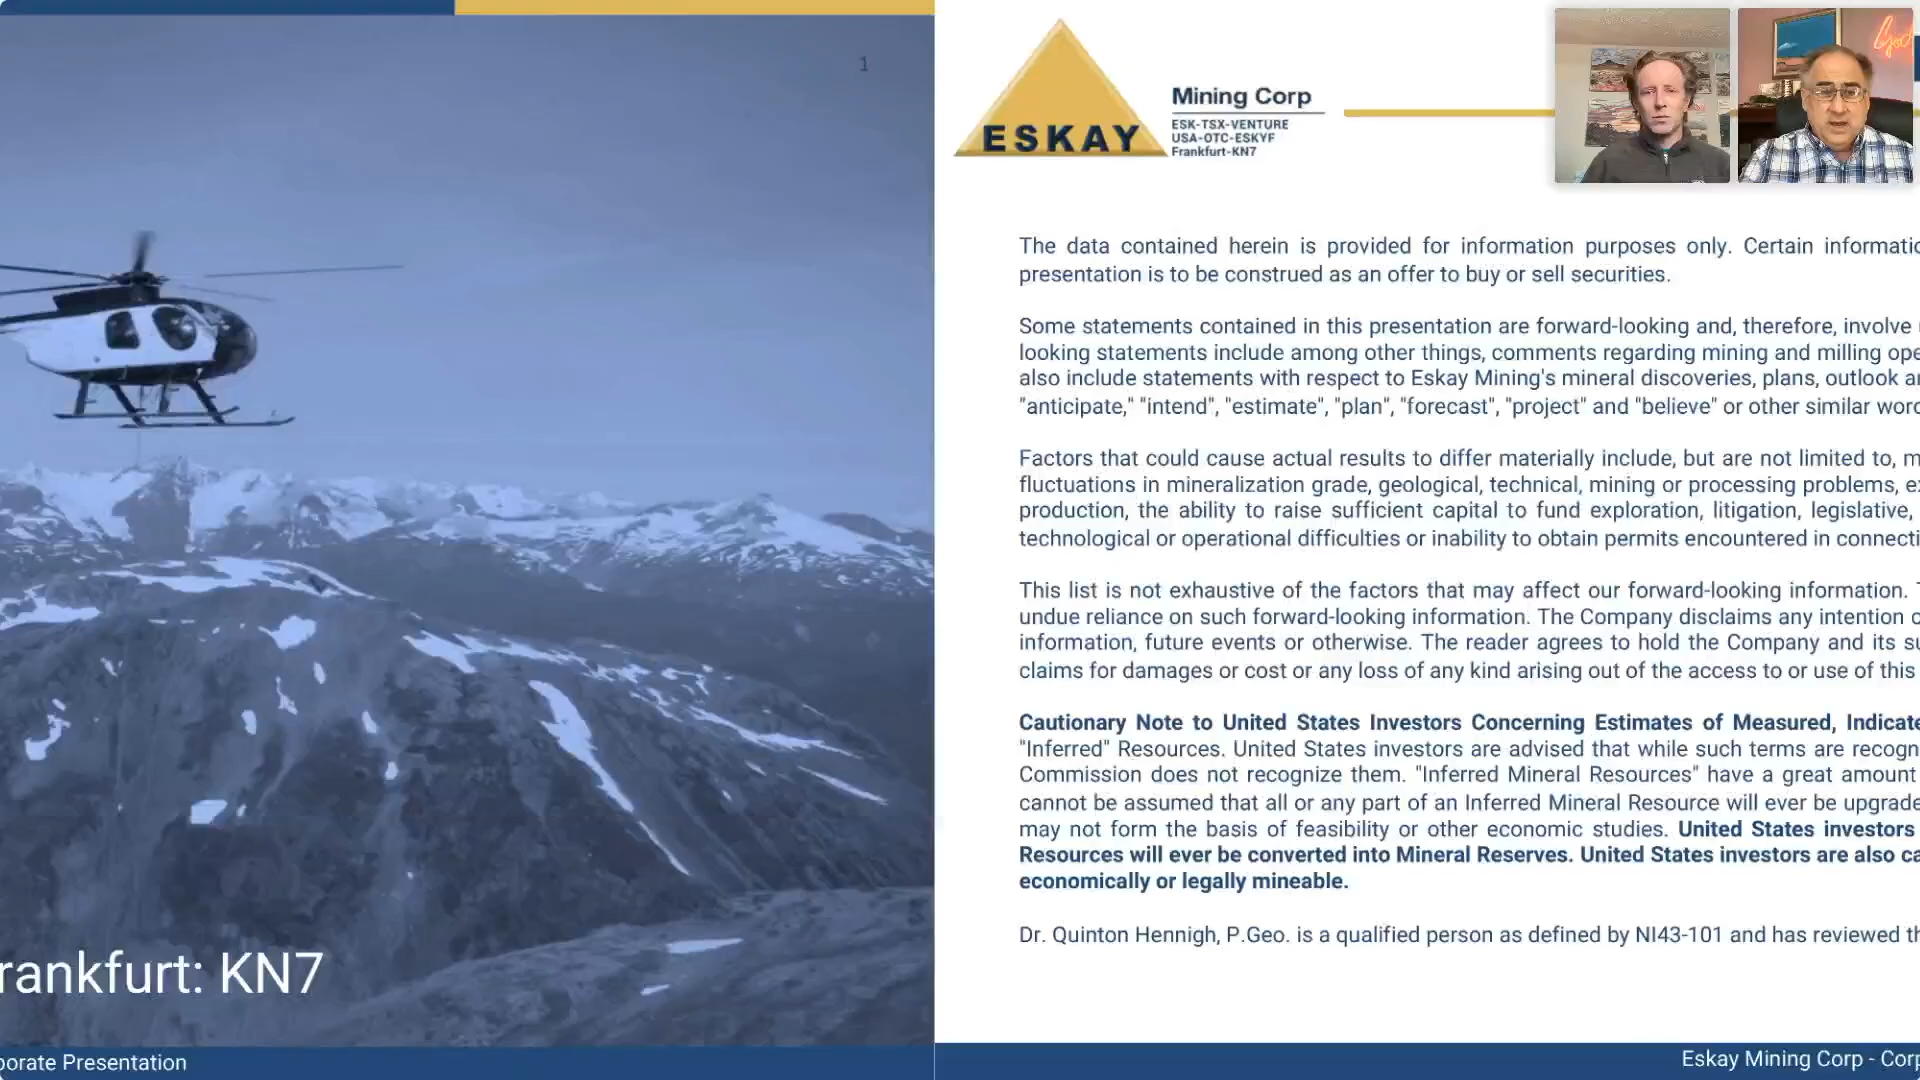 1
rankfurt: KN7
porate Presentation
ESKAY
Mining Corp
ESK-TSX-VENTURE
USA-OTC-ESKYF
Frankfurt-KN7
The data contained herein is provided for information purposes only. Certain informatio
presentation is to be construed as an offer to buy or sell securities.
Some statements contained in this presentation are forward-looking and, therefore, involve
looking statements include among other things, comments regarding mining and milling ope
also include statements with respect to Eskay Mining's mineral discoveries, plans, outlook a
"anticipate," "intend", "estimate", "plan", "forecast", "project" and "believe" or other similar word
Factors that could cause actual results to differ materially include, but are not limited to, m
fluctuations in mineralization grade, geological, technical, mining or processing problems, e
production, the ability to raise sufficient capital to fund exploration, litigation, legislative,
technological or operational difficulties or inability to obtain permits encountered in connecti
This list is not exhaustive of the factors that may affect our forward-looking information. T
undue reliance on such forward-looking information. The Company disclaims any intention o
information, future events or otherwise. The reader agrees to hold the Company and its su
claims for damages or cost or any loss of any kind arising out of the access to or use of this
Cautionary Note to United States Investors Concerning Estimates of Measured, Indicate
"Inferred" Resources. United States investors are advised that while such terms are recogn
Commission does not recognize them. "Inferred Mineral Resources" have a great amount
cannot be assumed that all or any part of an Inferred Mineral Resource will ever be upgrade
may not form the basis of feasibility or other economic studies. United States investors
Resources will ever be converted into Mineral Reserves. United States investors are also ca
economically or legally mineable.
Dr. Quinton Hennigh, P.Geo. is a qualified person as defined by NI43-101 and has reviewed th
Eskay Mining Corp - Corp